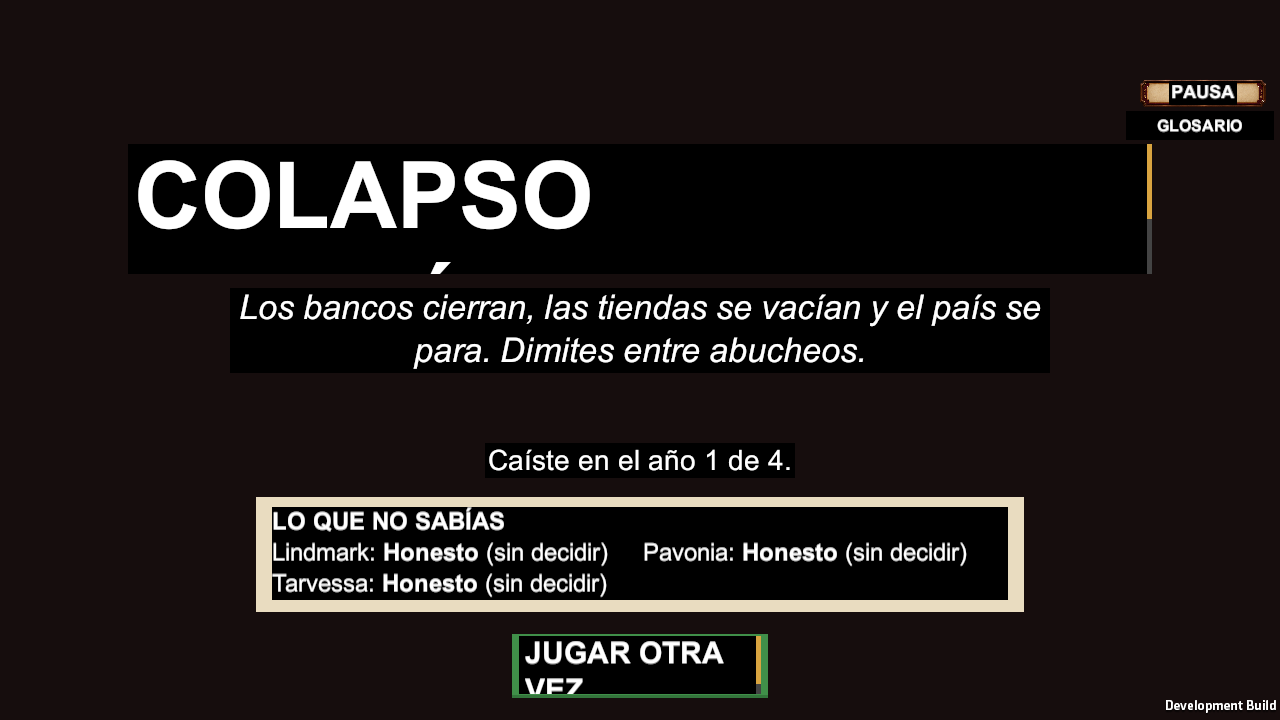 PAUSA
GLOSARIO
COLAPSO
Los bancos cierran, las tiendas se vacían y el país se
para. Dimites entre abucheos.
Caíste en el año 1 de 4.
LO QUE NO SABÍAS
Lindmark: Honesto (sin decidir) Pavonia: Honesto (sin decidir)
Tarvessa: Honesto (sin decidir)
JUGAR OTRA
VEZ
Development Build